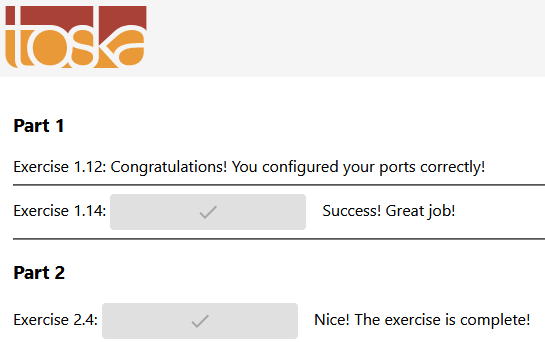 toska
Part 1
Exercise 1.12: Congratulations! You configured your ports correctly!
Exercise 1.14: Success! Great job!
Part 2
Exercise 2.4: Nice! The exercise is complete!